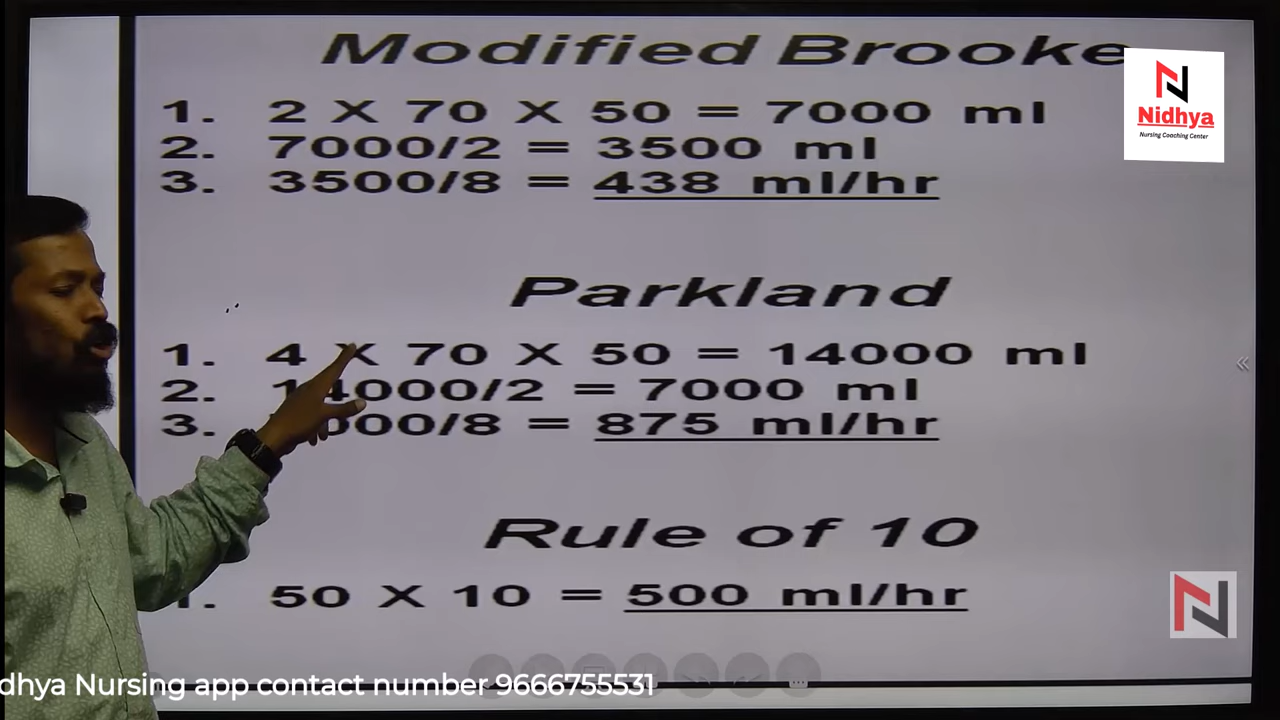 Modified Brooke
1. 2 X 70 X 50 = 7000 ml
2. 7000/2 = 3500 ml
3. 3500/8 = 438 ml/hr
Nidhya
Nursing Coaching Center
Parkland
1. 4 X 70 X 50 = 14000 ml
2. 14000/2 = 7000 ml
3. 000/8 = 875 ml/hr
Rule of 10
1. 50 X 10 = 500 ml/hr
dhya Nursing app contact number 9666755531